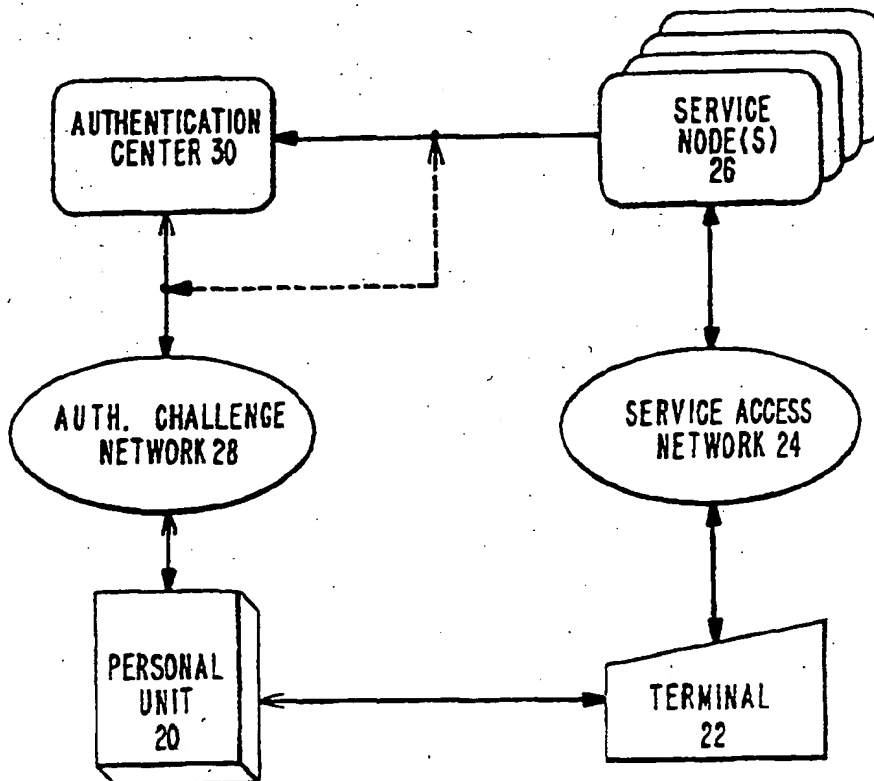 AUTHENTICATION
CENTER 30
SERVICE
NODE(S)
26
AUTH. CHALLENGE
NETWORK 28
SERVICE ACCESS
NETWORK 24
PERSONAL
UNIT
20
TERMINAL
22